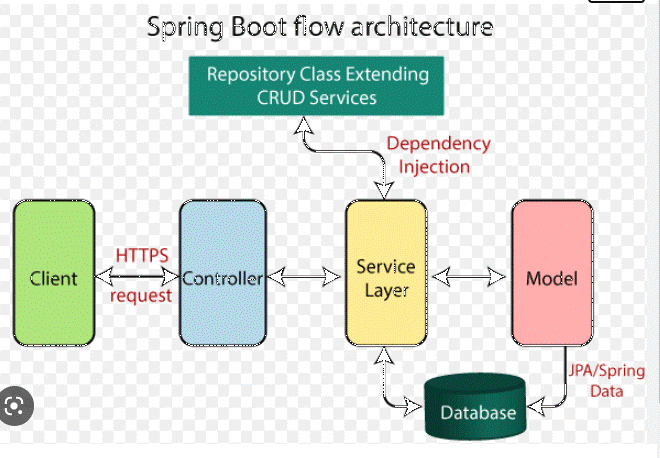 Spring Boot flow architecture
Repository Class Extending
CRUD Services
Dependency
Injection
Client
HTTPS
request
Controller
Service
Layer
Model
JPA/Spring
Data
Database